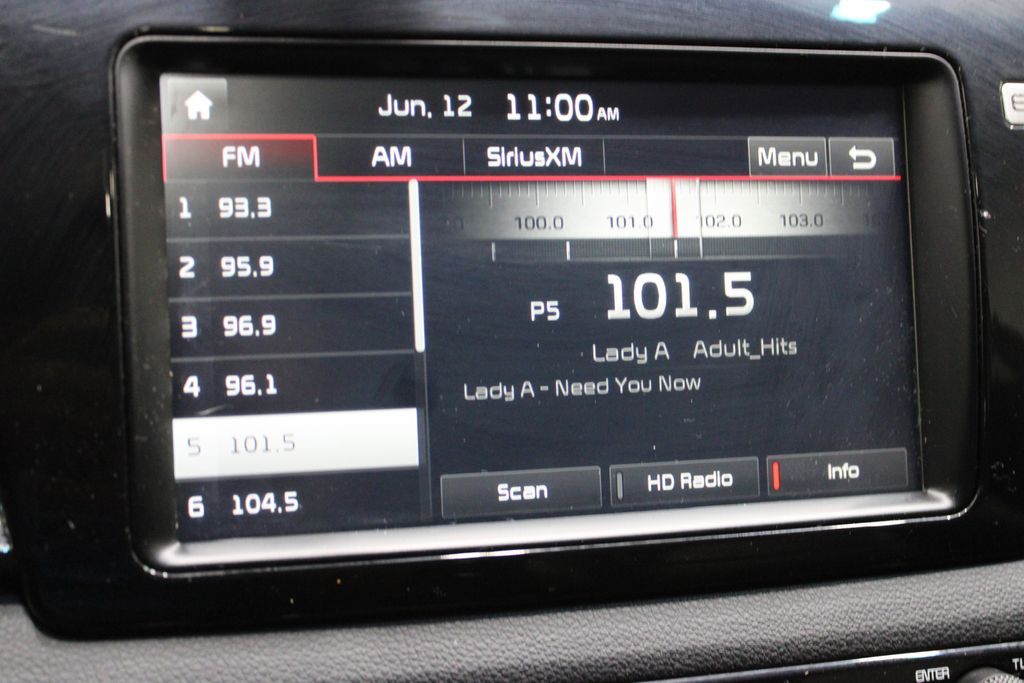 Jun, 12 11:00 AM
FM AM SiriusXM Menu
1 93.3
2 95.9
3 96.9
4 96.1
5 101.5
6 104.5
100.0 101.0 102.0 103.0
P5 101.5
Lady A Adult_Hits
Lady A - Need You Now
Scan HD Radio Info
ENTER